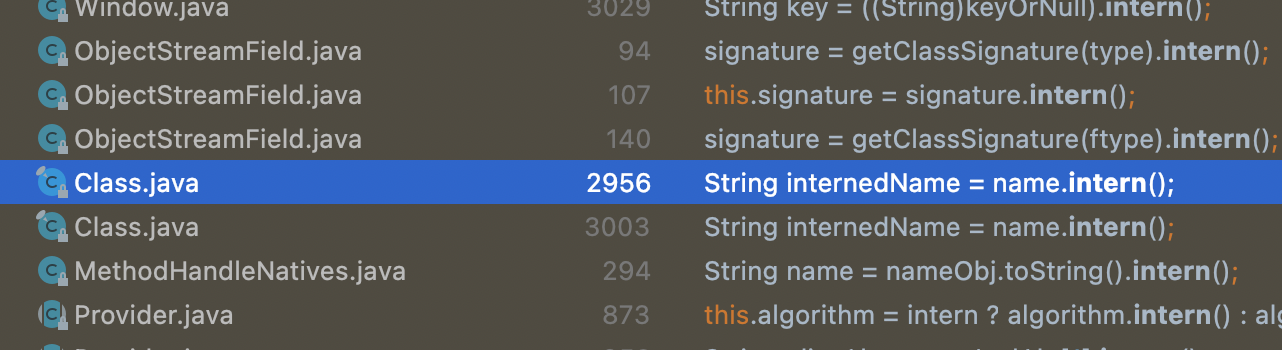 Window.java 3029 String key = ((String)keyOrNull).intern();
ObjectStreamField.java 94 signature = getClassSignature(type).intern();
ObjectStreamField.java 107 this.signature = signature.intern();
ObjectStreamField.java 140 signature = getClassSignature(ftype).intern();
Class.java 2956 String internedName = name.intern();
Class.java 3003 String internedName = name.intern();
MethodHandleNatives.java 294 String name = nameObj.toString().intern();
Provider.java 873 this.algorithm = intern ? algorithm.intern() : alg